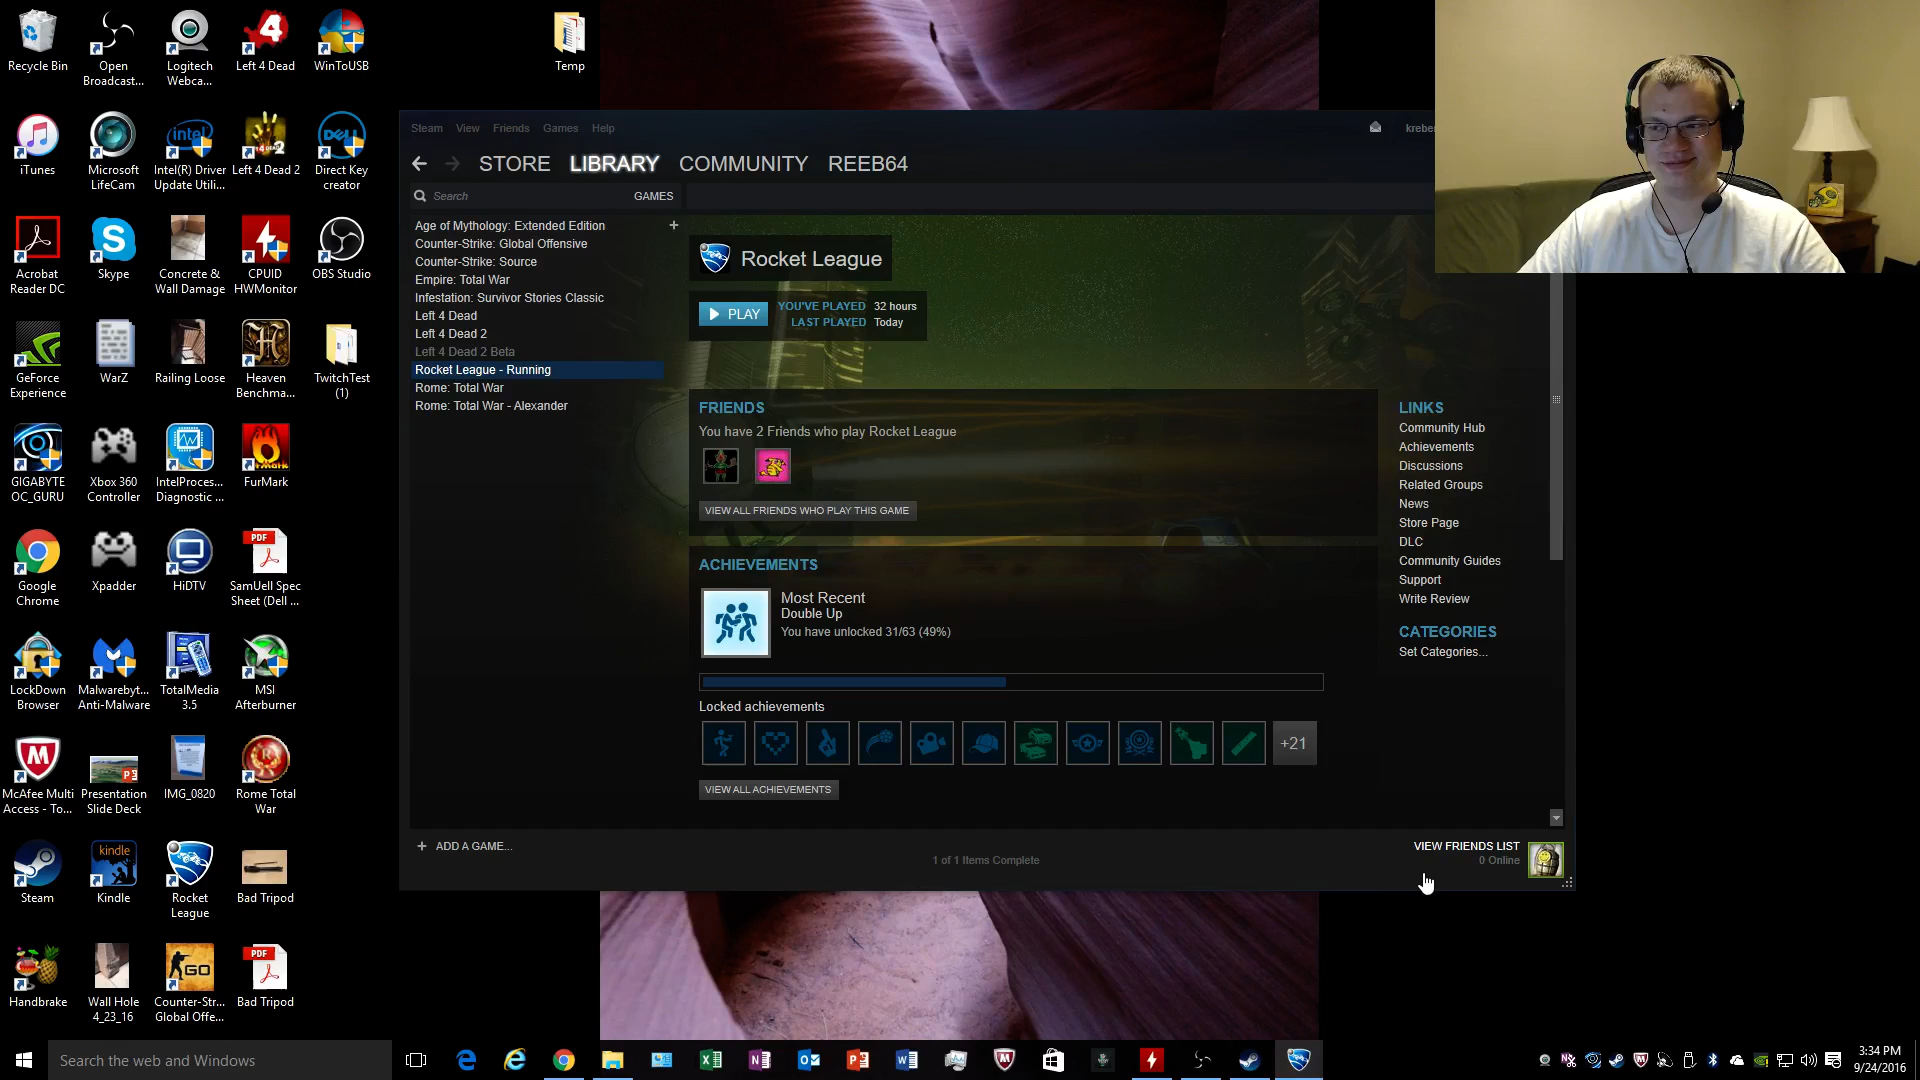 Recycle Bin
Open
Broadcast...
Logitech
Webca...
Left 4 Dead
WinToUSB
Temp
iTunes
Microsoft
LifeCam
Intel(R) Driver
Update Utili...
Left 4 Dead 2
Direct Key
creator
Acrobat
Reader DC
Skype
Concrete &
Wall Damage
CPUID
HWMonitor
OBS Studio
GeForce
Experience
WarZ
Railing Loose
Heaven
Benchma...
TwitchTest
(1)
GIGABYTE
OC_GURU
Xbox 360
Controller
IntelProces...
Diagnostic ...
FurMark
Google
Chrome
Xpadder
HiDTV
SamUell Spec
Sheet (Dell ...
LockDown
Browser
Malwarebyt...
Anti-Malware
TotalMedia
3.5
MSI
Afterburner
McAfee Multi
Access - To...
Presentation
Slide Deck
IMG_0820
Rome Total
War
Steam
Kindle
Rocket
League
Bad Tripod
Handbrake
Wall Hole
4_23_16
Counter-Str...
Global Offe...
Bad Tripod
Steam View Friends Games Help
kreber
STORE LIBRARY COMMUNITY REEB64
Search GAMES
Age of Mythology: Extended Edition
Counter-Strike: Global Offensive
Counter-Strike: Source
Empire: Total War
Infestation: Survivor Stories Classic
Left 4 Dead
Left 4 Dead 2
Left 4 Dead 2 Beta
Rocket League - Running
Rome: Total War
Rome: Total War - Alexander
+ ADD A GAME...
Rocket League
PLAY
YOU'VE PLAYED 32 hours
LAST PLAYED Today
FRIENDS
You have 2 Friends who play Rocket League
VIEW ALL FRIENDS WHO PLAY THIS GAME
ACHIEVEMENTS
Most Recent
Double Up
You have unlocked 31/63 (49%)
Locked achievements
+21
VIEW ALL ACHIEVEMENTS
LINKS
Community Hub
Achievements
Discussions
Related Groups
News
Store Page
DLC
Community Guides
Support
Write Review
CATEGORIES
Set Categories...
1 of 1 Items Complete
VIEW FRIENDS LIST
0 Online
Search the web and Windows
3:34 PM
9/24/2016